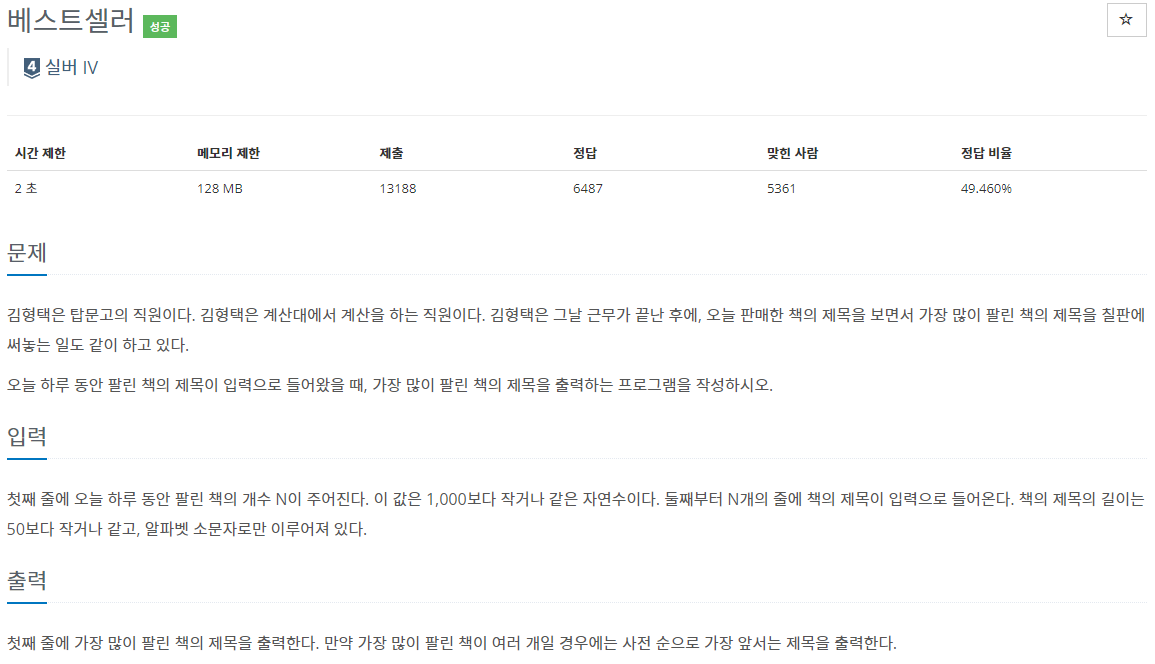 베스트셀러 성공
☆
4 실버 IV
시간 제한 메모리 제한 제출 정답 맞힌 사람 정답 비율
2 초 128 MB 13188 6487 5361 49.460%
문제
김형택은 탑문고의 직원이다. 김형택은 계산대에서 계산을 하는 직원이다. 김형택은 그날 근무가 끝난 후에, 오늘 판매한 책의 제목을 보면서 가장 많이 팔린 책의 제목을 칠판에
써놓는 일도 같이 하고 있다.
오늘 하루 동안 팔린 책의 제목이 입력으로 들어왔을 때, 가장 많이 팔린 책의 제목을 출력하는 프로그램을 작성하시오.
입력
첫째 줄에 오늘 하루 동안 팔린 책의 개수 N이 주어진다. 이 값은 1,000보다 작거나 같은 자연수이다. 둘째부터 N개의 줄에 책의 제목이 입력으로 들어온다. 책의 제목의 길이는
50보다 작거나 같고, 알파벳 소문자로만 이루어져 있다.
출력
첫째 줄에 가장 많이 팔린 책의 제목을 출력한다. 만약 가장 많이 팔린 책이 여러 개일 경우에는 사전 순으로 가장 앞서는 제목을 출력한다.